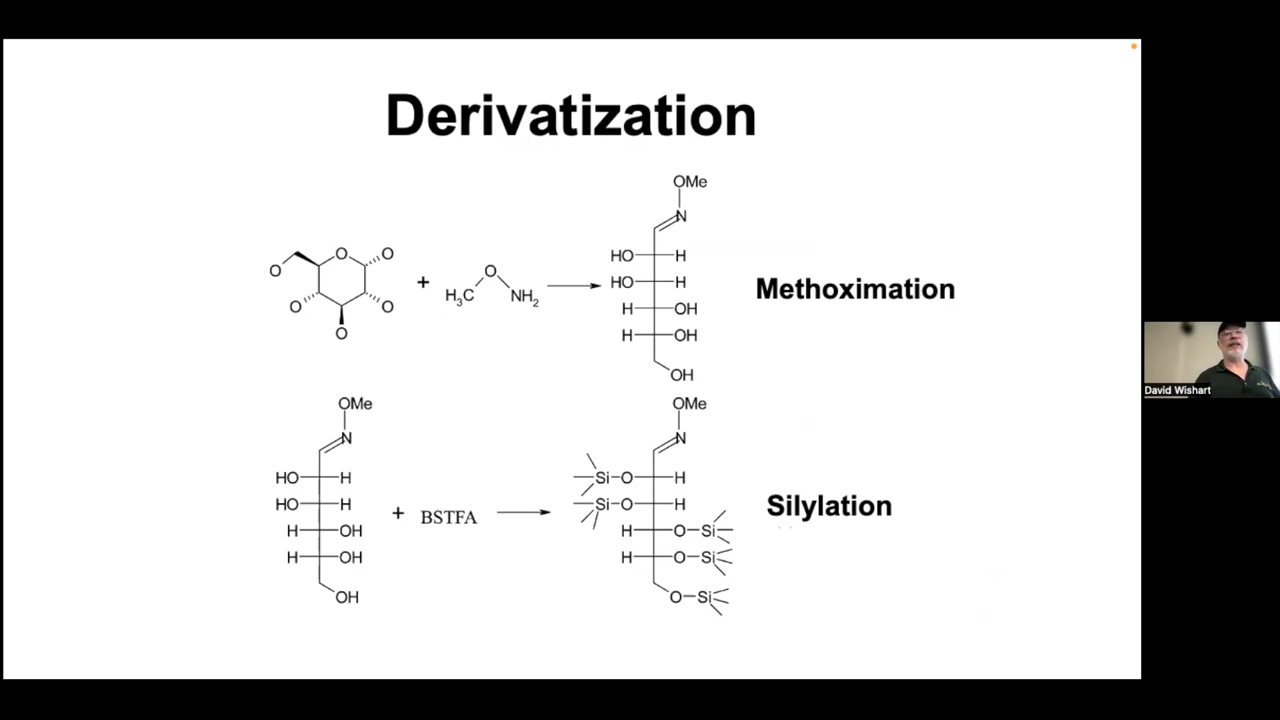 Derivatization
O
O
O
O
O
O
+
H3C
O
NH2
OMe
N
HO H
HO H
H OH
H OH
OH
Methoximation
OMe
N
HO H
HO H
H OH
H OH
OH
+ BSTFA
OMe
N
Si-O H
Si-O H
H O-Si
H O-Si
O-Si
Silylation
David Wishart